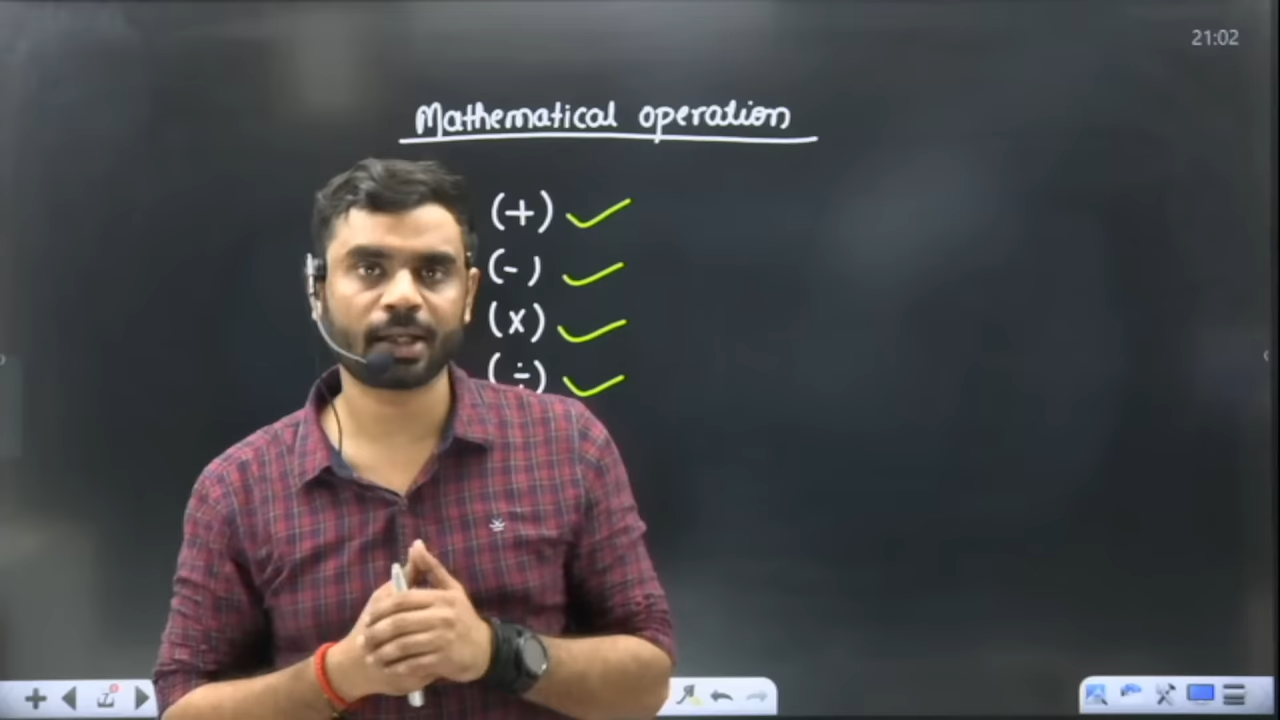 21:02
Mathematical operation
(+)
(-)
(x)
(÷)